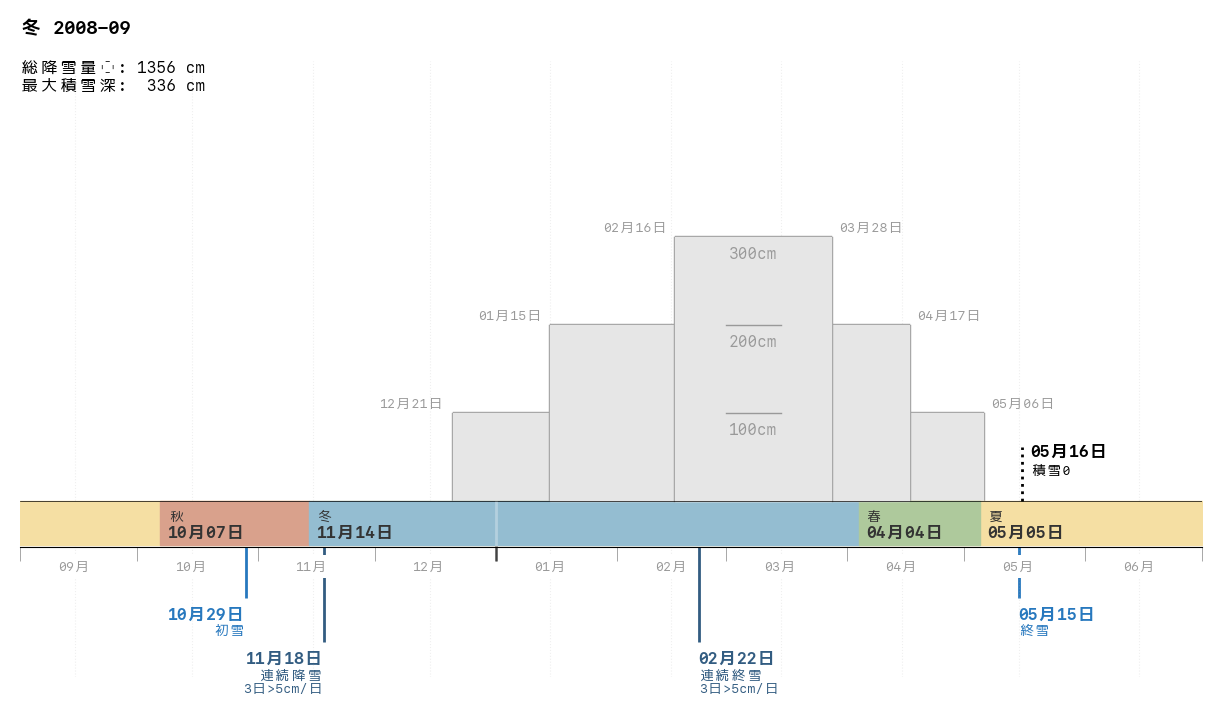 冬 2008–09
総降雪量: 1356 cm
最大積雪深: 336 cm
02月16日
03月28日
300cm
01月15日
04月17日
200cm
12月21日
05月06日
100cm
05月16日
積雪0
秋
10月07日
冬
11月14日
春
04月04日
夏
05月05日
09月
10月
11月
12月
01月
02月
03月
04月
05月
06月
10月29日
初雪
05月15日
終雪
11月18日
連続降雪
3日>5cm/日
02月22日
連続終雪
3日>5cm/日